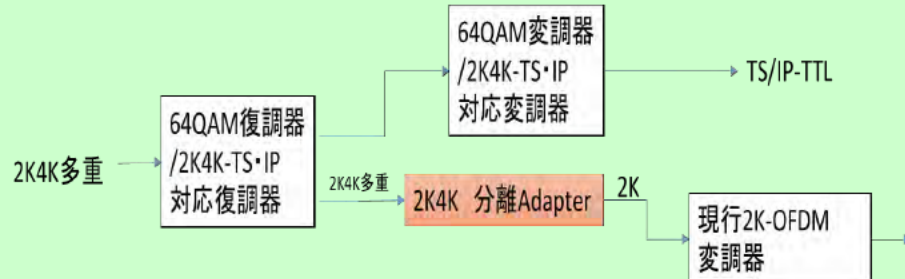 64QAM変調器
/2K4K-TS・IP
対応変調器
TS/IP-TTL
64QAM復調器
/2K4K-TS・IP
対応復調器
2K4K多重
2K4K多重
2K4K 分離Adapter
2K
現行2K-OFDM
変調器